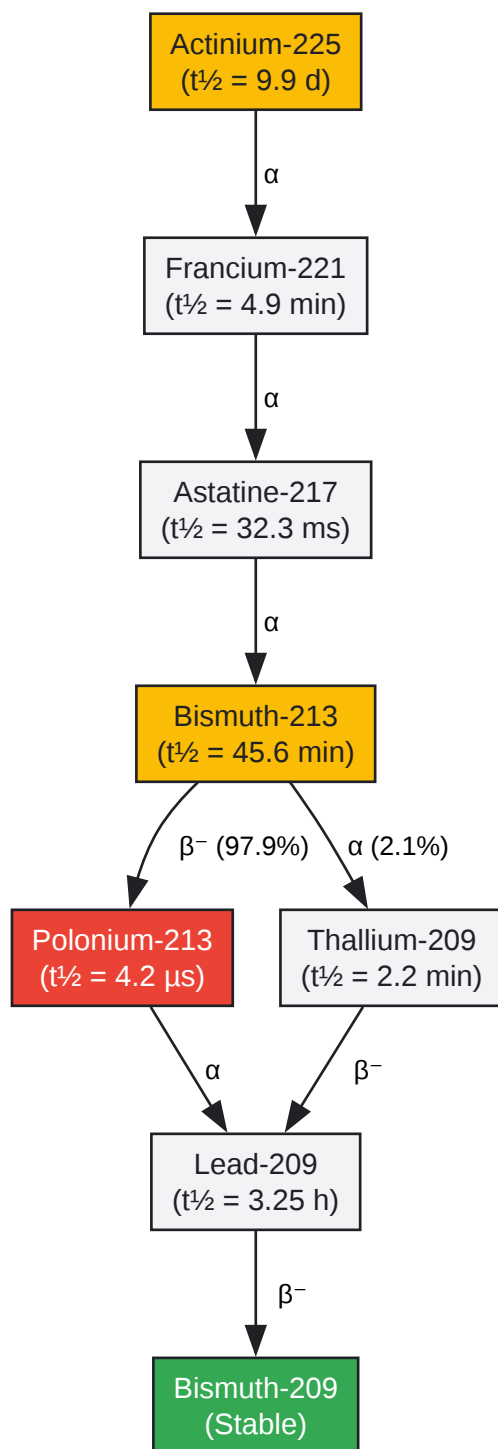 Actinium-225
(t½ = 9.9 d)
α
Francium-221
(t½ = 4.9 min)
α
Astatine-217
(t½ = 32.3 ms)
α
Bismuth-213
(t½ = 45.6 min)
β⁻ (97.9%)
α (2.1%)
Polonium-213
(t½ = 4.2 µs)
Thallium-209
(t½ = 2.2 min)
α
β⁻
Lead-209
(t½ = 3.25 h)
β⁻
Bismuth-209
(Stable)